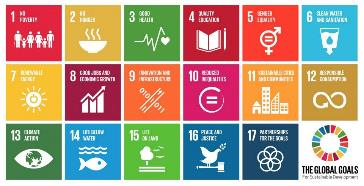 1 NO
POVERTY
2 NO
HUNGER
3 GOOD
HEALTH
4 QUALITY
EDUCATION
5 GENDER
EQUALITY
6 CLEAN WATER
AND SANITATION
7 RENEWABLE
ENERGY
8 GOOD JOBS AND
ECONOMIC GROWTH
9 INNOVATION AND
INFRASTRUCTURE
10 REDUCED
INEQUALITIES
11 SUSTAINABLE CITIES
AND COMMUNITIES
12 RESPONSIBLE
CONSUMPTION
13 CLIMATE
ACTION
14 LIFE BELOW
WATER
15 LIFE
ON LAND
16 PEACE AND
JUSTICE
17 PARTNERSHIPS
FOR THE GOALS
THE GLOBAL GOALS
For Sustainable Development